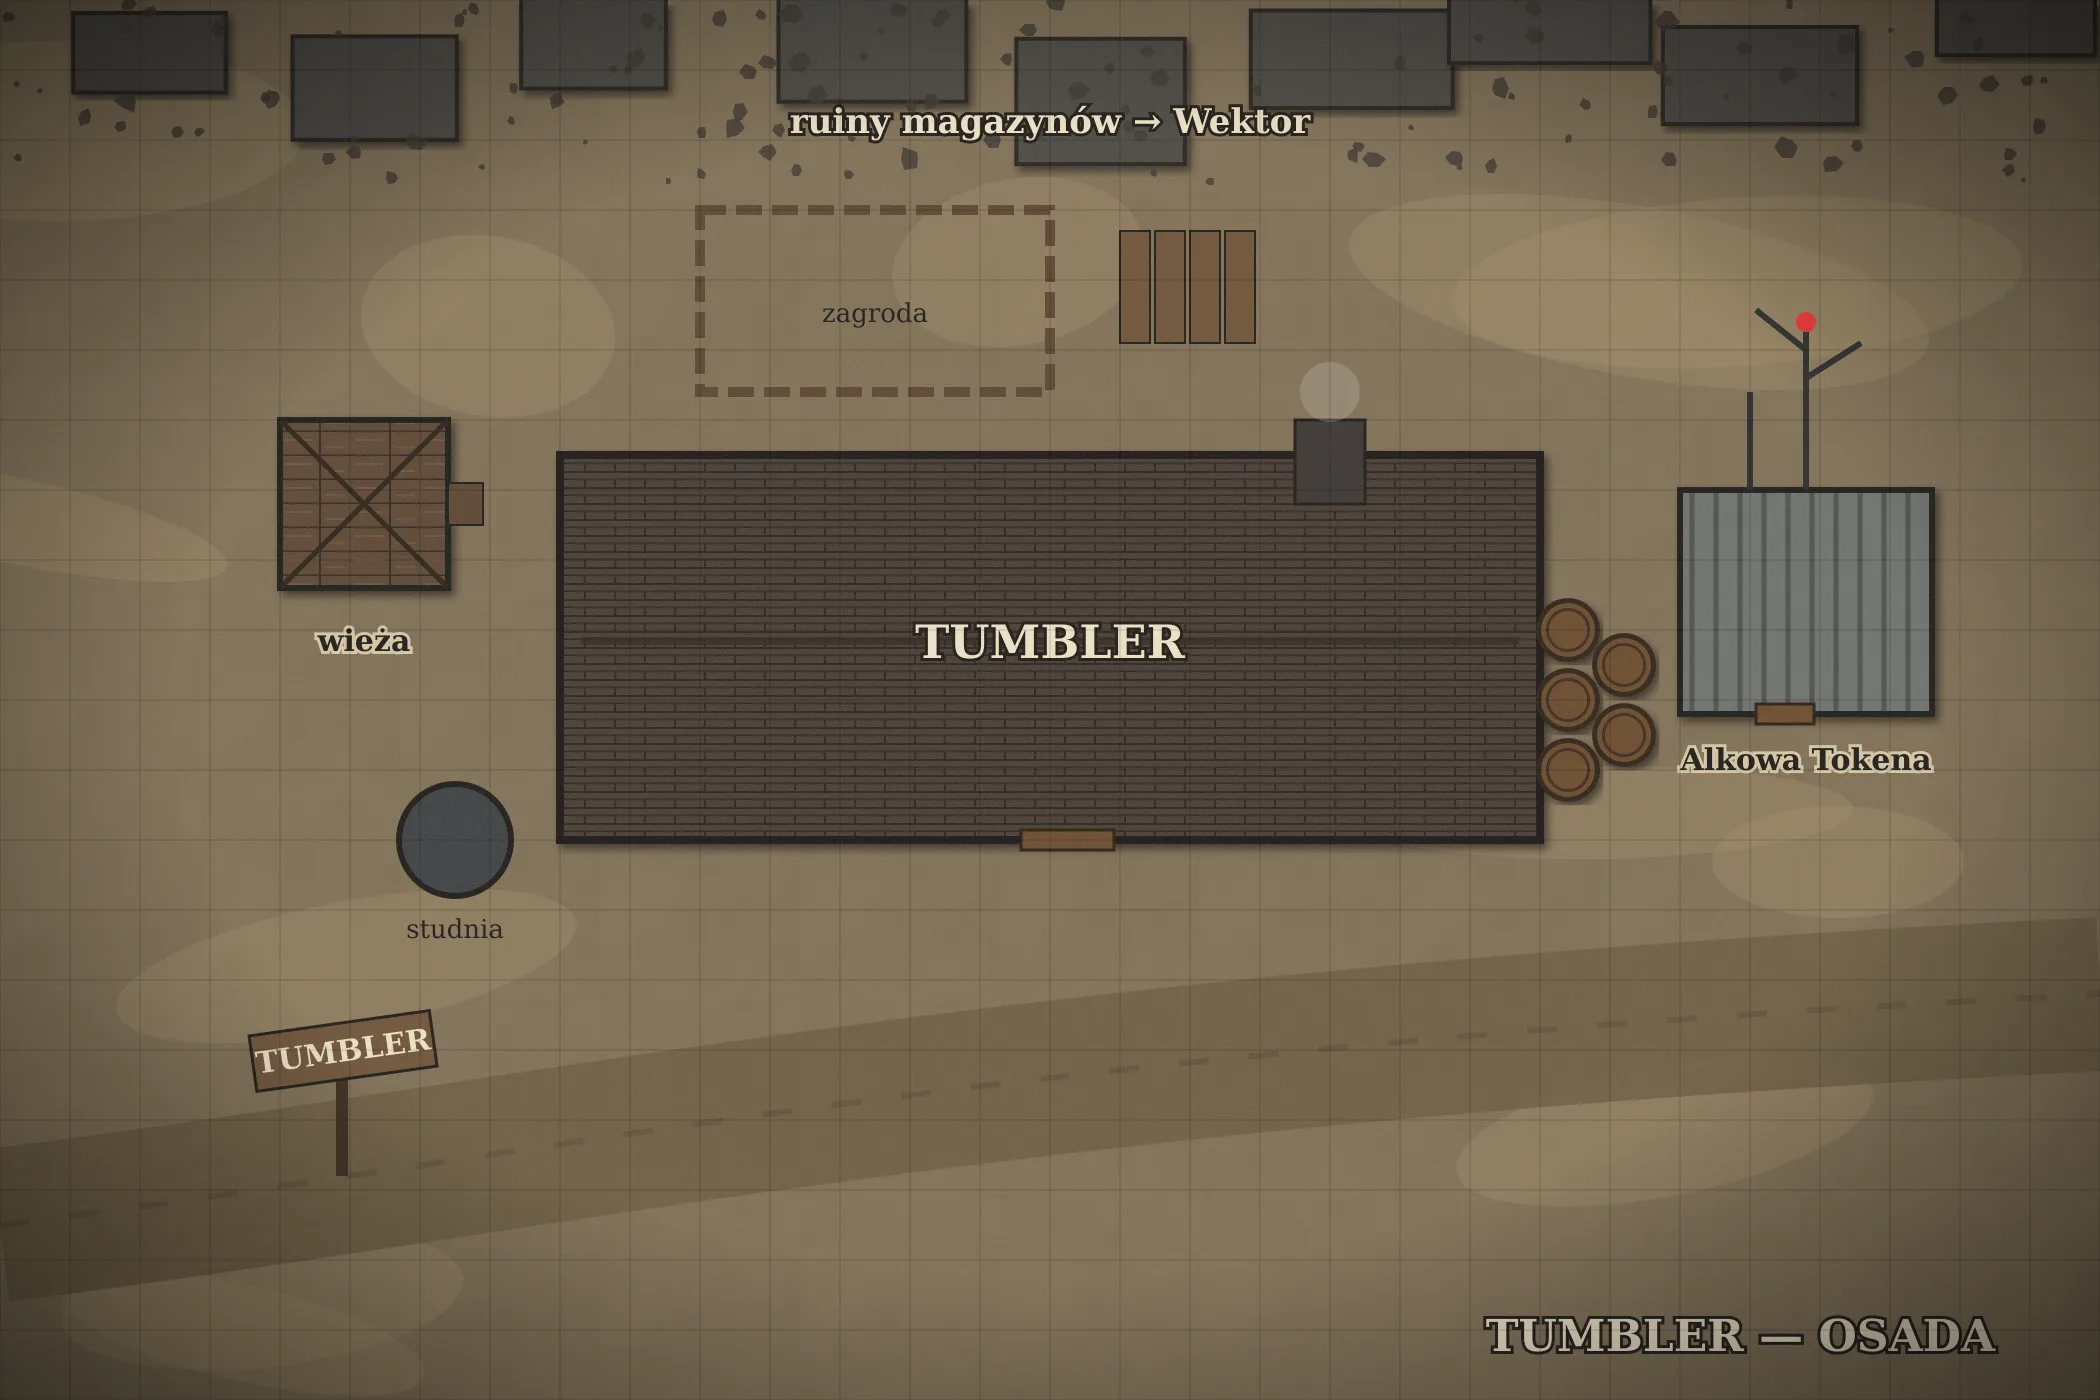 ruiny magazynów → Wektor
zagroda
wieża
TUMBLER
Alkowa Tokena
studnia
TUMBLER
TUMBLER — OSADA